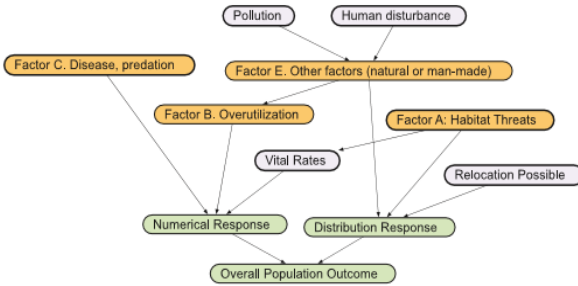 Pollution
Human disturbance
Factor C. Disease, predation
Factor E. Other factors (natural or man-made)
Factor B. Overutilization
Factor A: Habitat Threats
Vital Rates
Relocation Possible
Numerical Response
Distribution Response
Overall Population Outcome